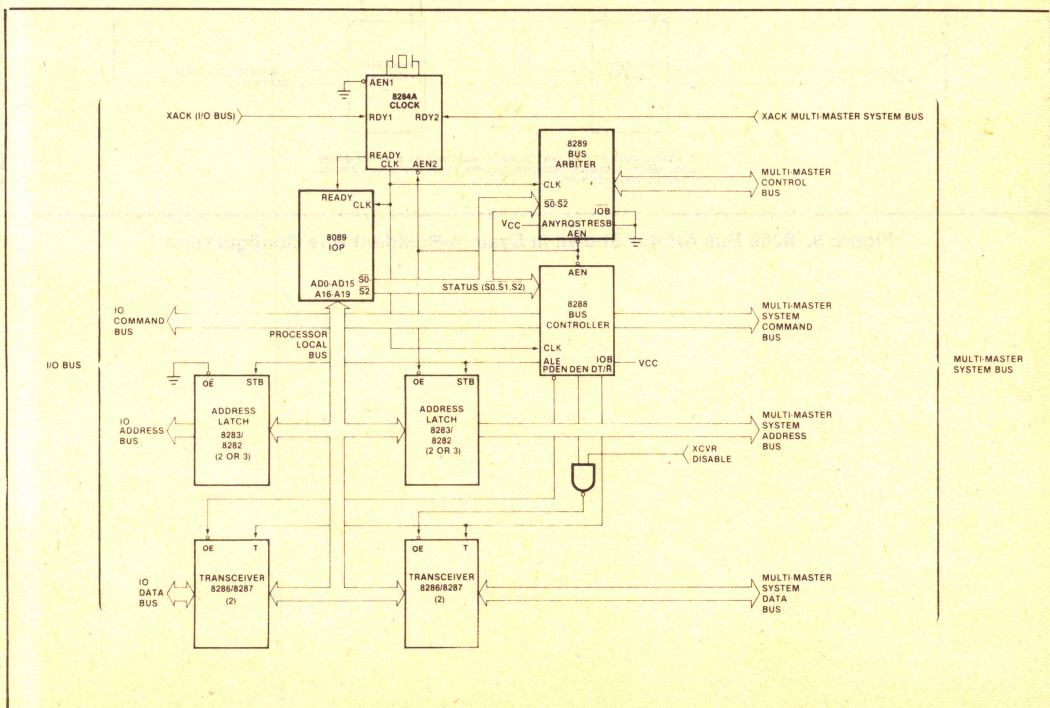 AEN1
8284A
CLOCK
XACK (I/O BUS)
RDY1
RDY2
XACK MULTI-MASTER SYSTEM BUS
READY
CLK
AEN2
8289
BUS
ARBITER
CLK
S0-S2
IOB
VCC
ANYRQST
RESB
AEN
MULTI-MASTER
CONTROL
BUS
READY
CLK
8089
IOP
AD0-AD15
A16-A19
S0-
S2
STATUS (S0,S1,S2)
AEN
8288
BUS
CONTROLLER
CLK
ALE
IOB
PDEN
DEN
DT/R
VCC
IO
COMMAND
BUS
PROCESSOR
LOCAL
BUS
MULTI-MASTER
SYSTEM
COMMAND
BUS
I/O BUS
MULTI-MASTER
SYSTEM BUS
OE
STB
ADDRESS
LATCH
8283/
8282
(2 OR 3)
OE
STB
ADDRESS
LATCH
8283/
8282
(2 OR 3)
IO
ADDRESS
BUS
MULTI-MASTER
SYSTEM
ADDRESS
BUS
XCVR
DISABLE
OE
T
TRANSCEIVER
8286/8287
(2)
OE
T
TRANSCEIVER
8286/8287
(2)
IO
DATA
BUS
MULTI-MASTER
SYSTEM
DATA
BUS